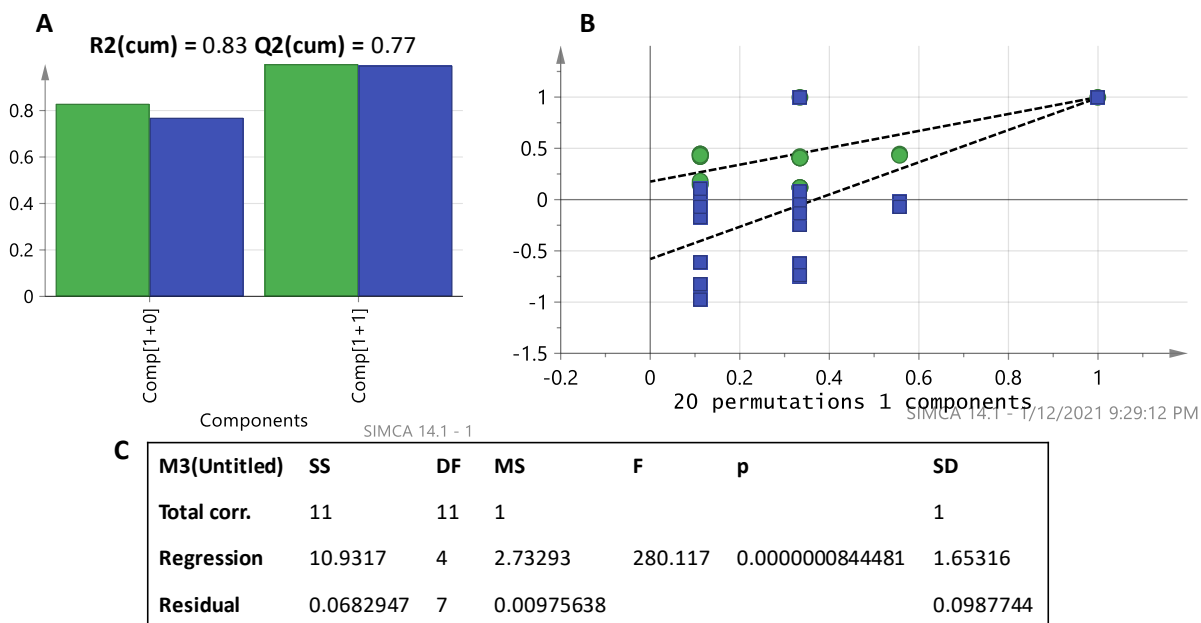 A
R2(cum) = 0.83 Q2(cum) = 0.77
0.8
0.6
0.4
0.2
0
Comp[1+0]
Comp[1+1]
Components
SIMCA 14.1 - 1
B
1
0.5
0
-0.5
-1
-1.5
-0.2 0 0.2 0.4 0.6 0.8 1
20 permutations 1 components
SIMCA 14.1 - 1/12/2021 9:29:12 PM
C
M3(Untitled) SS DF MS F p SD
Total corr. 11 11 1 1
Regression 10.9317 4 2.73293 280.117 0.0000000844481 1.65316
Residual 0.0682947 7 0.00975638 0.0987744